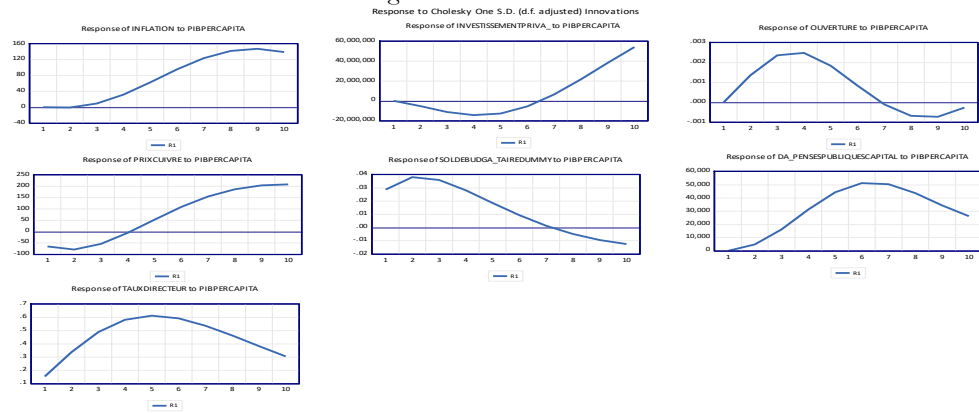 Response to Cholesky One S.D. (d.f. adjusted) Innovations
Response of INFLATION to PIBPERCAPITA
160
120
80
40
0
-40
1 2 3 4 5 6 7 8 9 10
R1
Response of INVESTISSEMENTPRIVA_ to PIBPERCAPITA
60,000,000
40,000,000
20,000,000
0
-20,000,000
1 2 3 4 5 6 7 8 9 10
R1
Response of OUVERTURE to PIBPERCAPITA
.003
.002
.001
.000
-.001
1 2 3 4 5 6 7 8 9 10
R1
Response of PRIXCUIVRE to PIBPERCAPITA
250
200
150
100
50
0
-50
-100
1 2 3 4 5 6 7 8 9 10
R1
Response of SOLDEBUDGA_TAIREDUMMY to PIBPERCAPITA
.04
.03
.02
.01
.00
-.01
-.02
1 2 3 4 5 6 7 8 9 10
R1
Response of DA_PENSESPUBLIQUESCAPITAL to PIBPERCAPITA
60,000
50,000
40,000
30,000
20,000
10,000
0
1 2 3 4 5 6 7 8 9 10
R1
Response of TAUXDIRECTEUR to PIBPERCAPITA
.7
.6
.5
.4
.3
.2
.1
1 2 3 4 5 6 7 8 9 10
R1